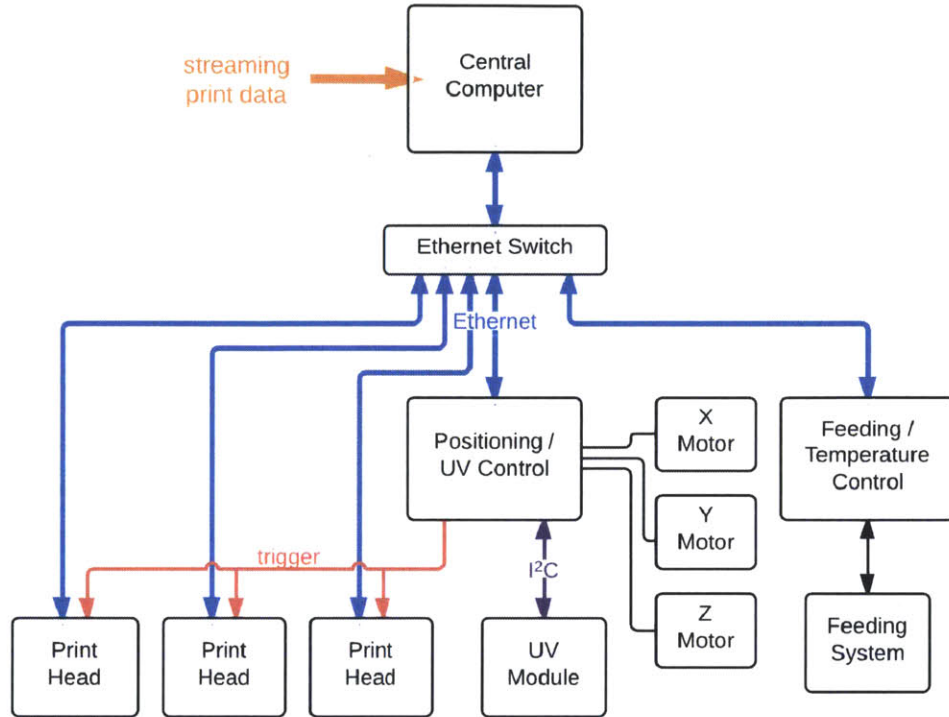 streaming
print data
Central
Computer
Ethernet Switch
Ethernet
Positioning /
UV Control
X
Motor
Y
Motor
Z
Motor
Feeding /
Temperature
Control
trigger
I²C
Print
Head
Print
Head
Print
Head
UV
Module
Feeding
System